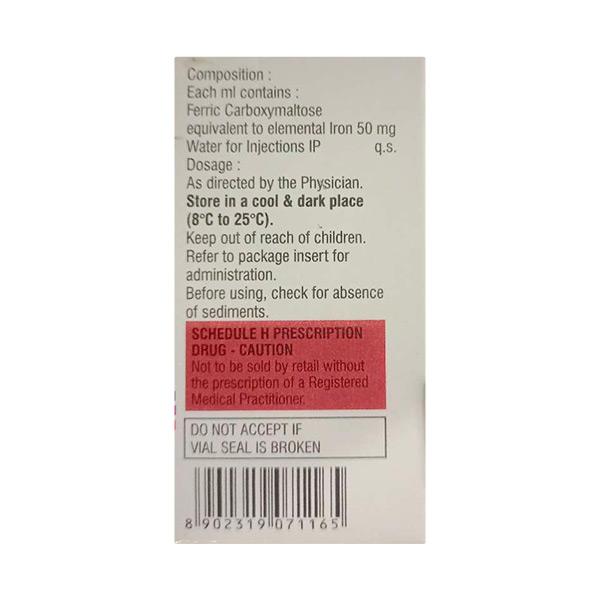 Composition :
Each ml contains :
Ferric Carboxymaltose
equivalent to elemental Iron 50 mg
Water for Injections IP q.s.
Dosage :
As directed by the Physician.
Store in a cool & dark place
(8°C to 25°C).
Keep out of reach of children.
Refer to package insert for
administration.
Before using, check for absence
of sediments.
SCHEDULE H PRESCRIPTION
DRUG - CAUTION
Not to be sold by retail without
the prescription of a Registered
Medical Practitioner.
DO NOT ACCEPT IF
VIAL SEAL IS BROKEN
8 902319 071165